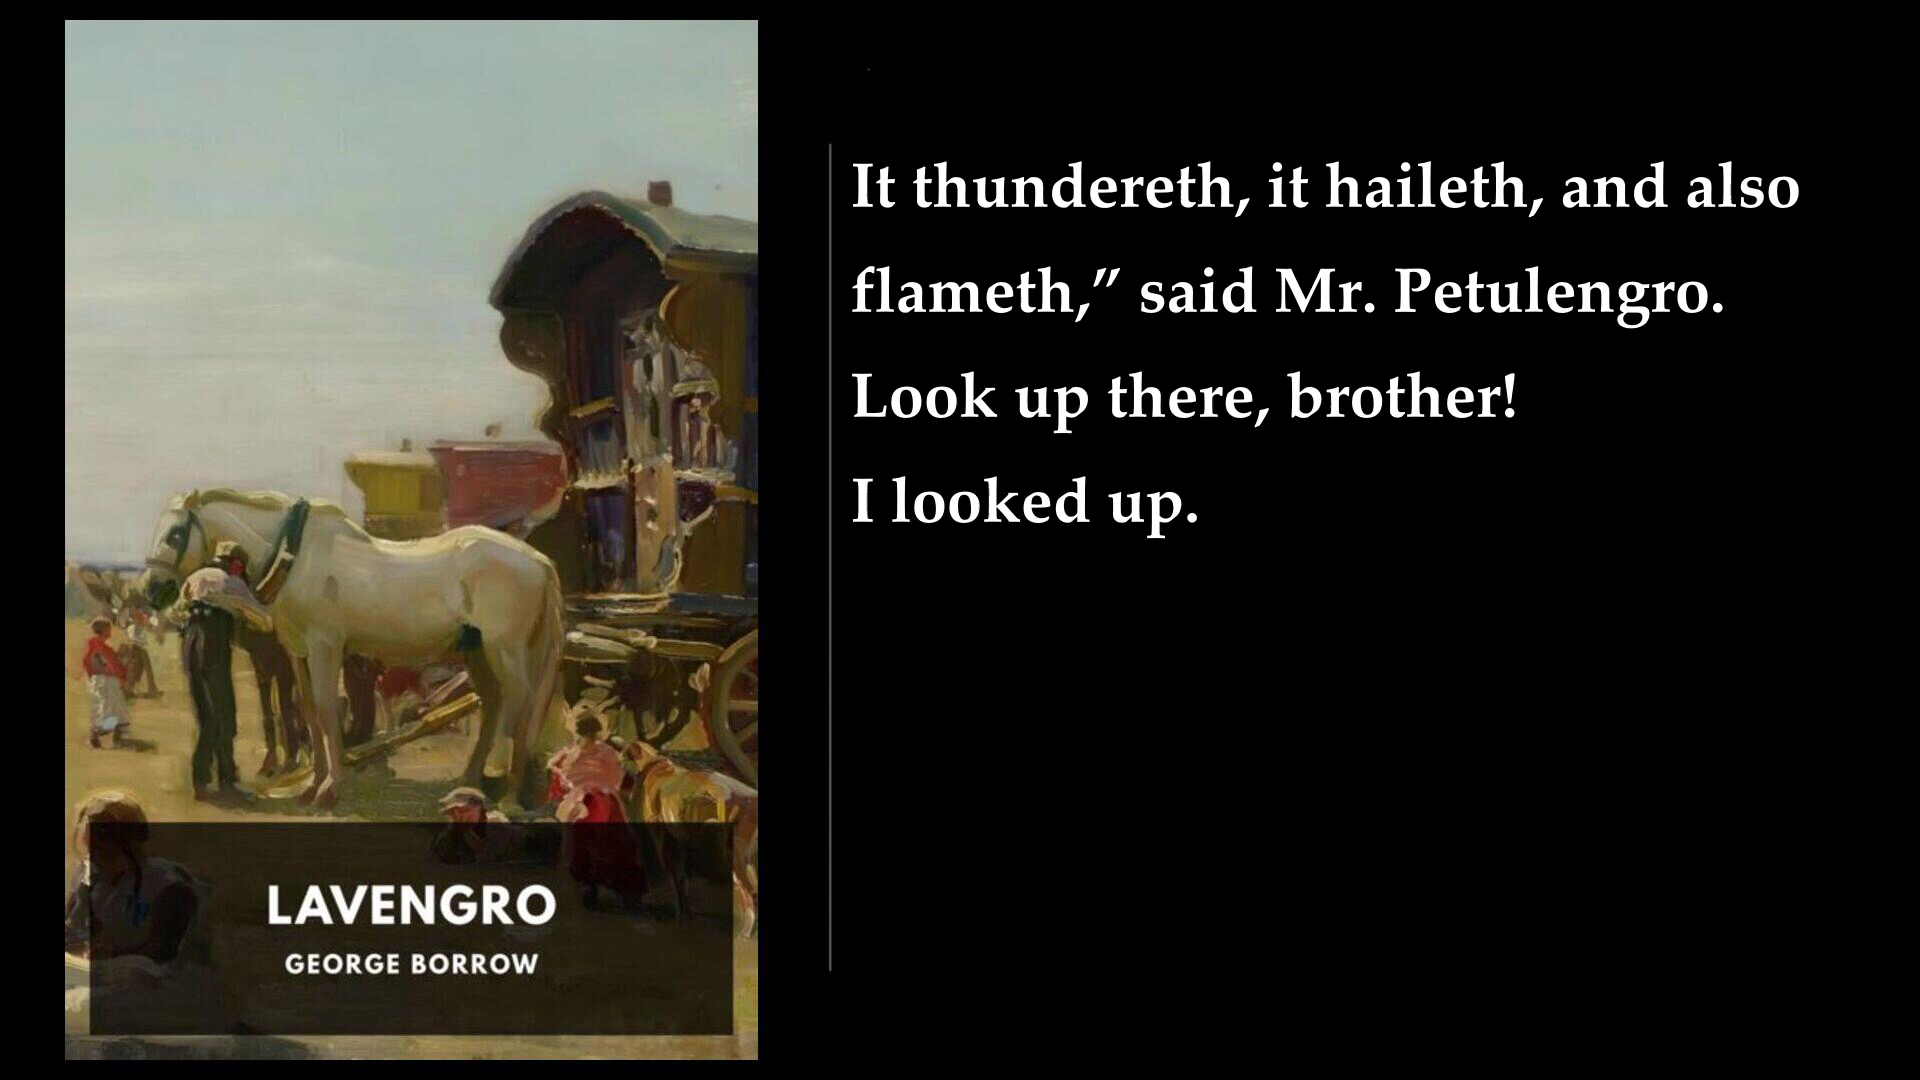 It thundereth, it haileth, and also
flameth,” said Mr. Petulengro.
Look up there, brother!
I looked up.
LAVENGRO
GEORGE BORROW